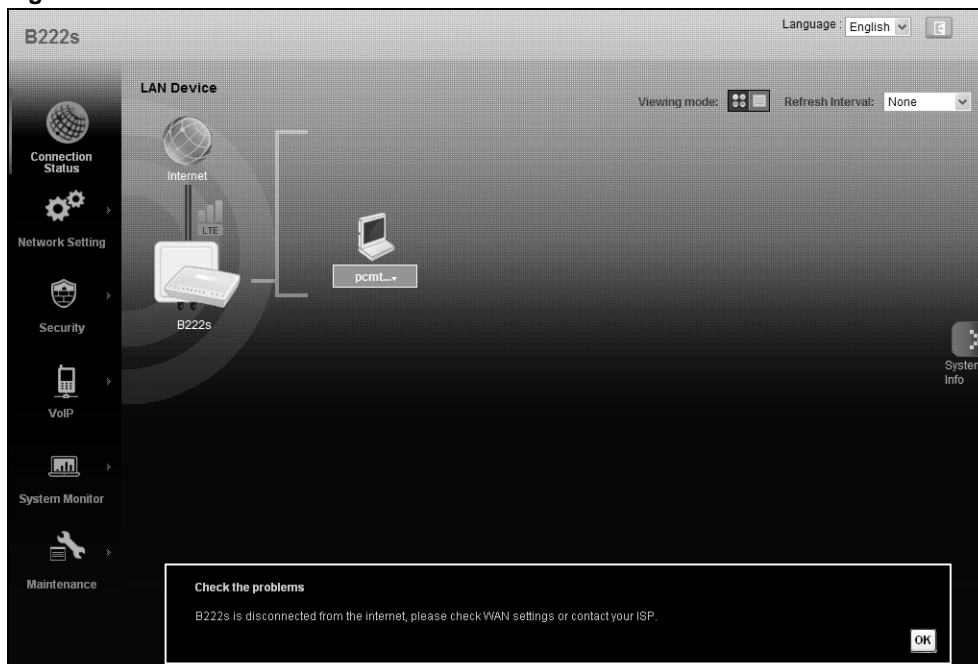 B222s
Language : English
LAN Device
Viewing mode:
Refresh Interval: None
Connection
Status
Internet
LTE
Network Setting
pcmt...
B222s
Security
System
Info
VoIP
System Monitor
Maintenance
Check the problems
B222s is disconnected from the internet, please check WAN settings or contact your ISP.
OK